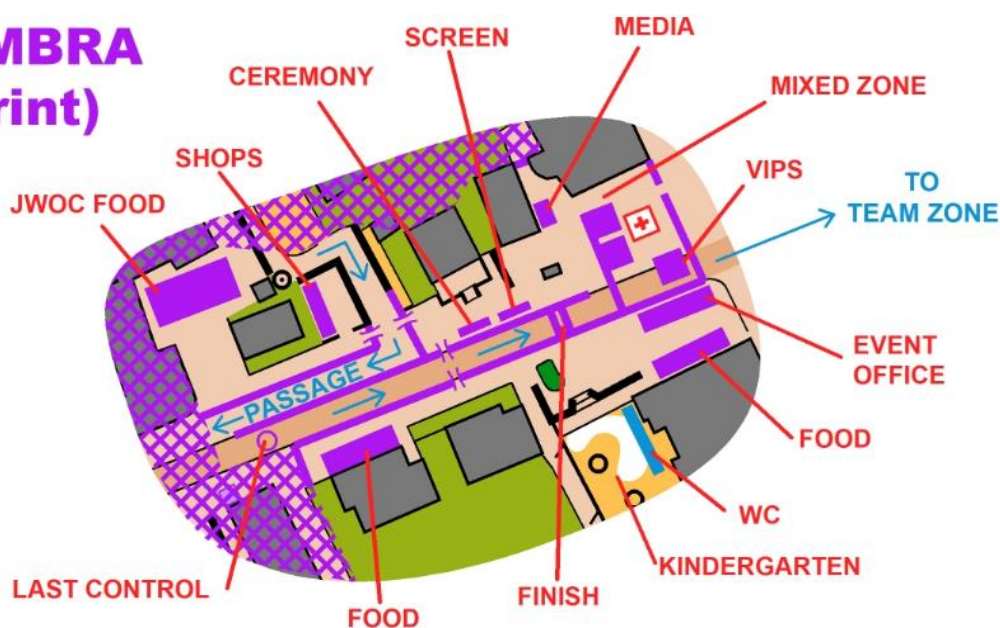 MBRA
rint)
SCREEN
MEDIA
CEREMONY
MIXED ZONE
SHOPS
VIPS
JWOC FOOD
TO
TEAM ZONE
PASSAGE
EVENT
OFFICE
FOOD
WC
KINDERGARTEN
LAST CONTROL
FINISH
FOOD